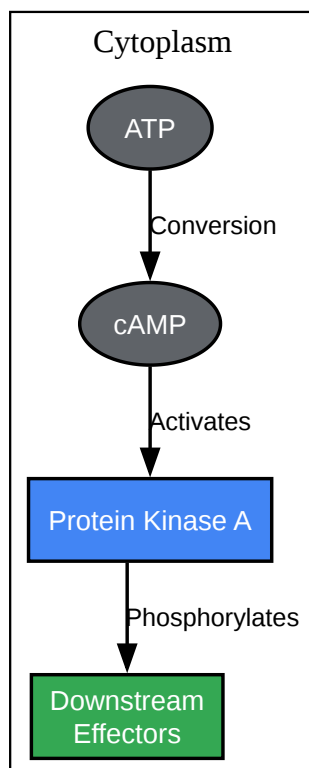 Cytoplasm
ATP
Conversion
cAMP
Activates
Protein Kinase A
Phosphorylates
Downstream
Effectors